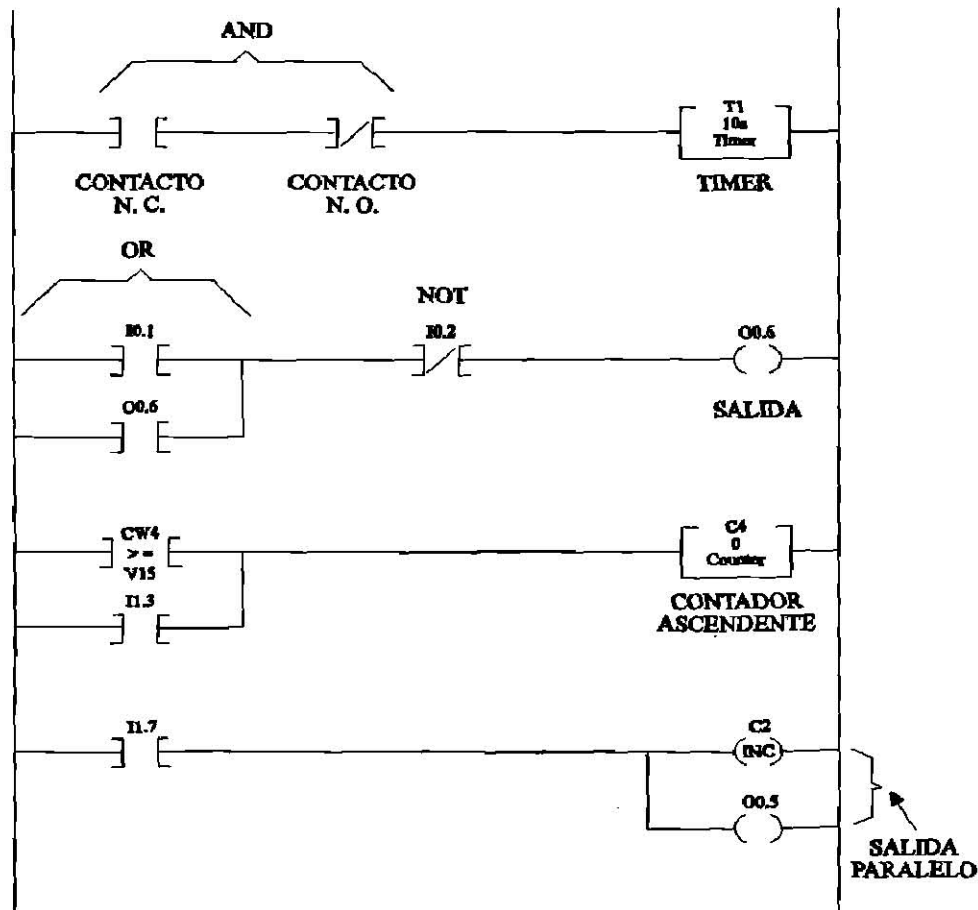 AND
T1
10s
Timer
CONTACTO
N. C.
CONTACTO
N. O.
TIMER
OR
NOT
I0.1
I0.2
O0.6
O0.6
SALIDA
CW4
>=
V15
C4
0
Counter
I1.3
CONTADOR
ASCENDENTE
I1.7
C2
INC
O0.5
SALIDA
PARALELO